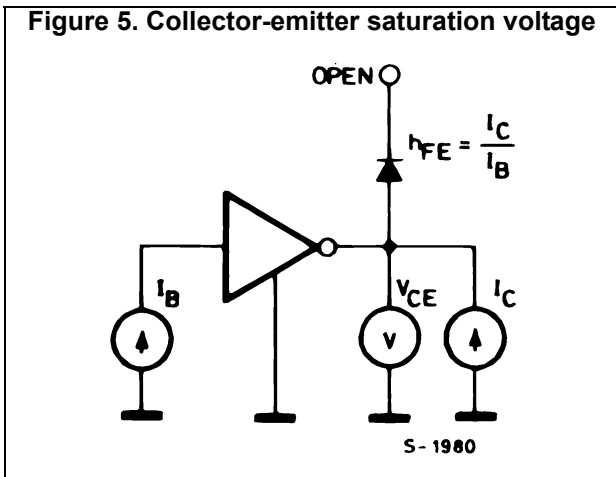 Figure 5. Collector-emitter saturation voltage
OPEN
hFE = IC
IB
IB
VCE
IC
V
S-1980